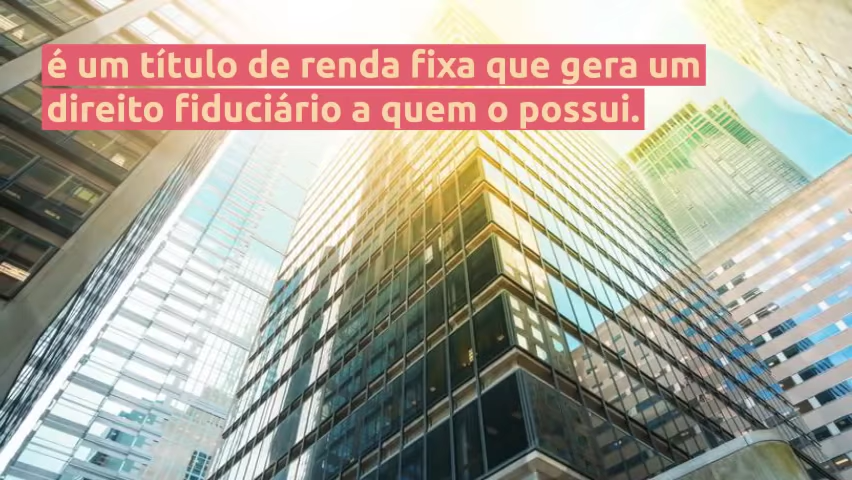 é um título de renda fixa que gera um
direito fiduciário a quem o possui.